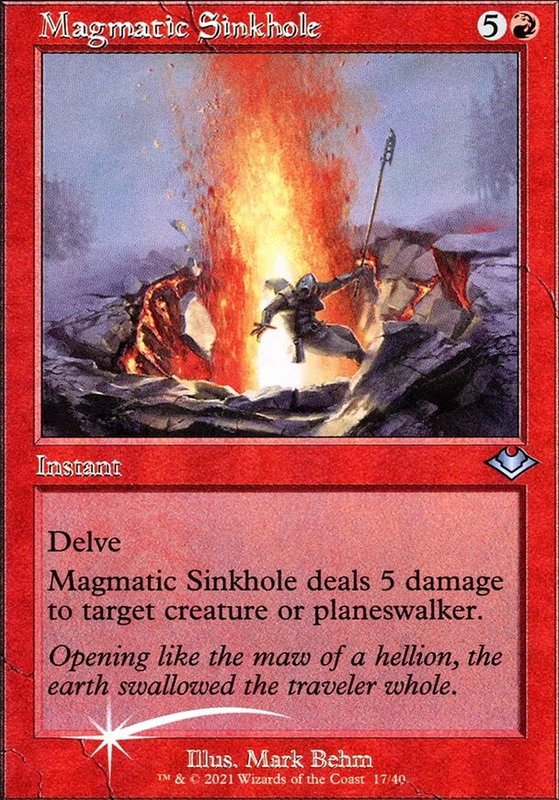 Magmatic Sinkhole 5
Instant
Delve
Magmatic Sinkhole deals 5 damage
to target creature or planeswalker.
Opening like the maw of a hellion, the
earth swallowed the traveler whole.
Illus. Mark Behm
™ & © 2021 Wizards of the Coast 17/40